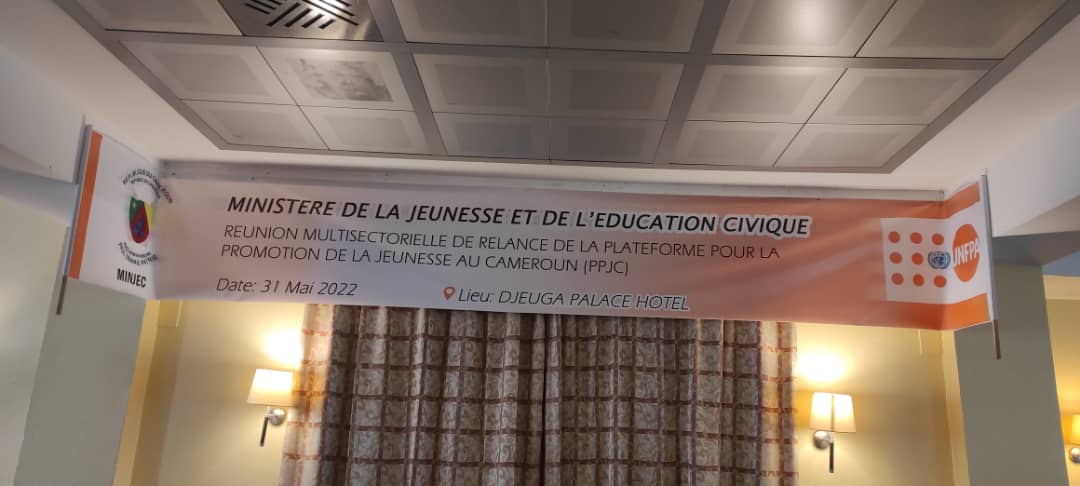 MINISTERE DE LA JEUNESSE ET DE L'EDUCATION CIVIQUE
REUNION MULTISECTORIELLE DE RELANCE DE LA PLATEFORME POUR LA
PROMOTION DE LA JEUNESSE AU CAMEROUN (PPJC)
Date: 31 Mai 2022
Lieu: DJEUGA PALACE HOTEL
MINJEC
UNFPA